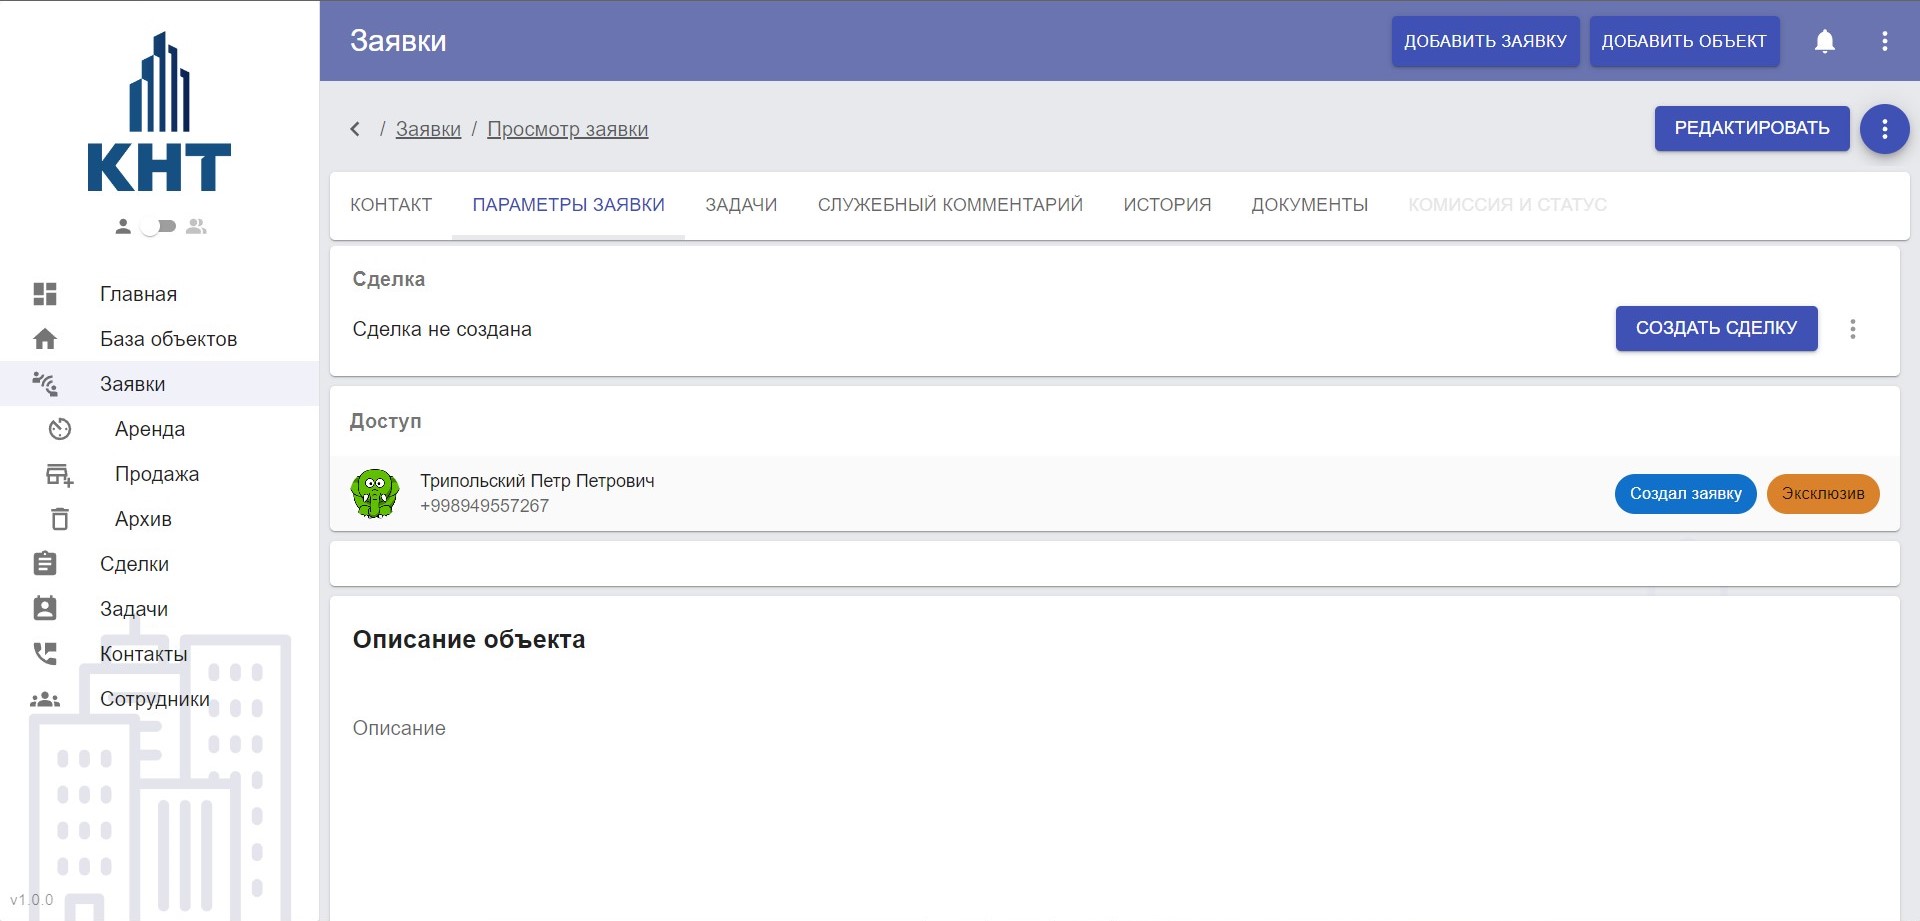 КНТ
Главная
База объектов
Заявки
Аренда
Продажа
Архив
Сделки
Задачи
Контакты
Сотрудники
v1.0.0
Заявки
ДОБАВИТЬ ЗАЯВКУ
ДОБАВИТЬ ОБЪЕКТ
/ Заявки / Просмотр заявки
РЕДАКТИРОВАТЬ
КОНТАКТ
ПАРАМЕТРЫ ЗАЯВКИ
ЗАДАЧИ
СЛУЖЕБНЫЙ КОММЕНТАРИЙ
ИСТОРИЯ
ДОКУМЕНТЫ
КОМИССИЯ И СТАТУС
Сделка
Сделка не создана
СОЗДАТЬ СДЕЛКУ
Доступ
Трипольский Петр Петрович
+998949557267
Создал заявку
Эксклюзив
Описание объекта
Описание